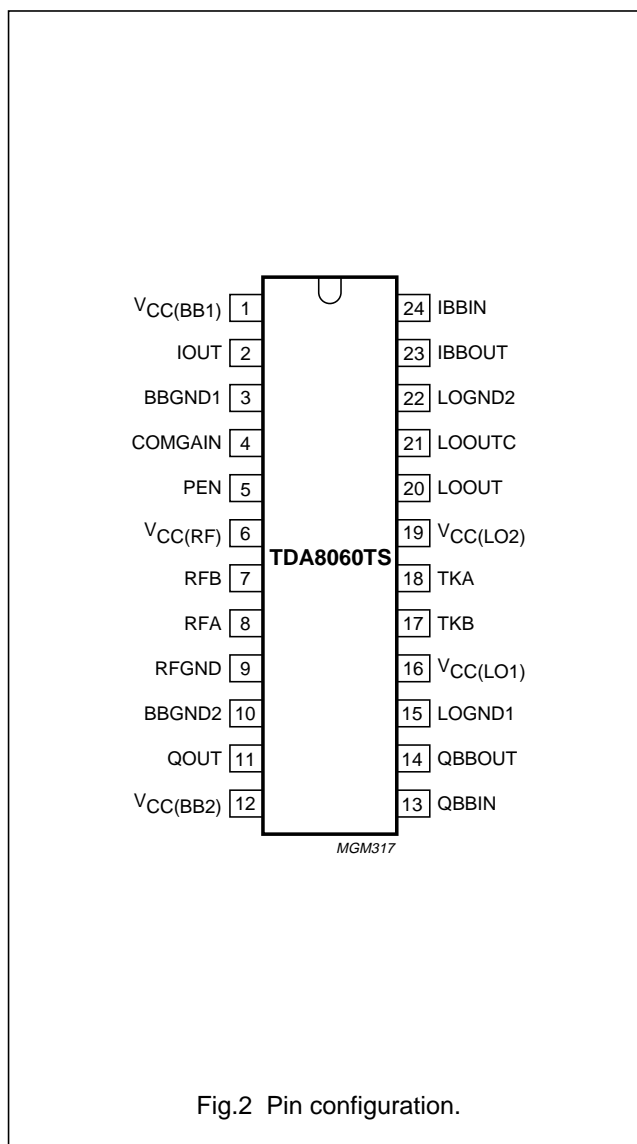 VCC(BB1) 1 24 IBBIN
IOUT 2 23 IBBOUT
BBGND1 3 22 LOGND2
COMGAIN 4 21 LOOUTC
PEN 5 20 LOOUT
VCC(RF) 6 19 VCC(LO2)
TDA8060TS
RFB 7 18 TKA
RFA 8 17 TKB
RFGND 9 16 VCC(LO1)
BBGND2 10 15 LOGND1
QOUT 11 14 QBBOUT
VCC(BB2) 12 13 QBBIN
MGM317
Fig.2 Pin configuration.